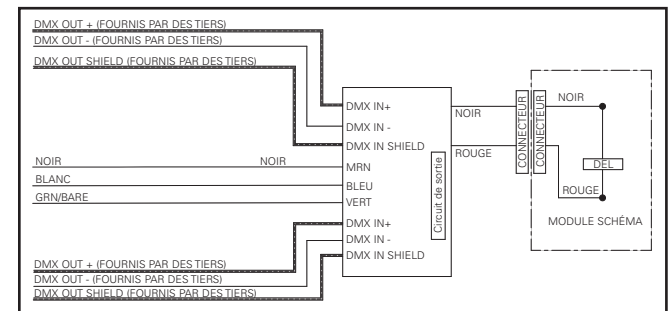 DMX OUT + (FOURNIS PAR DES TIERS)
DMX OUT - (FOURNIS PAR DES TIERS)
DMX OUT SHIELD (FOURNIS PAR DES TIERS)
NOIR NOIR
BLANC
GRN/BARE
DMX OUT + (FOURNIS PAR DES TIERS)
DMX OUT - (FOURNIS PAR DES TIERS)
DMX OUT SHIELD (FOURNIS PAR DES TIERS)
DMX IN+
DMX IN -
DMX IN SHIELD
MRN
BLEU
VERT
DMX IN+
DMX IN -
DMX IN SHIELD
Circuit de sortie
NOIR
ROUGE
CONNECTEUR
CONNECTEUR
NOIR
DEL
ROUGE
MODULE SCHÉMA